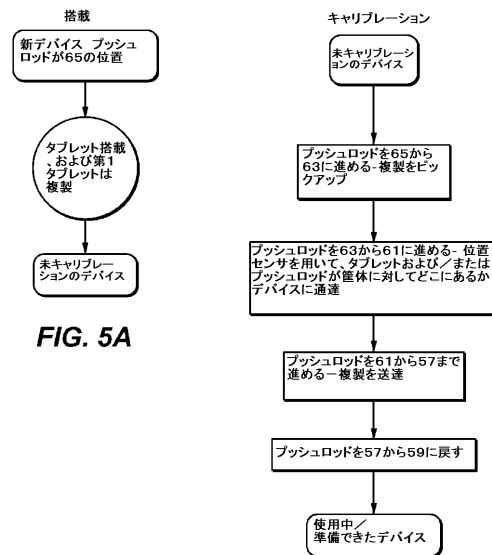 搭載
新デバイス プッシュ
ロッドが65の位置
タブレット搭載
、および第1
タブレットは
複製
未キャリブレー
ションのデバイス
FIG. 5A
キャリブレーション
未キャリブレーシ
ョンのデバイス
プッシュロッドを65から
63に進める-複製をピ
ックアップ
プッシュロッドを63から61に進める- 位置
センサを用いて、タブレットおよび/または
プッシュロッドが筐体に対してどこにあるか
デバイスに通達
プッシュロッドを61から57まで
進めるー複製を送達
プッシュロッドを57から59に戻す
使用中/
準備できたデバイス